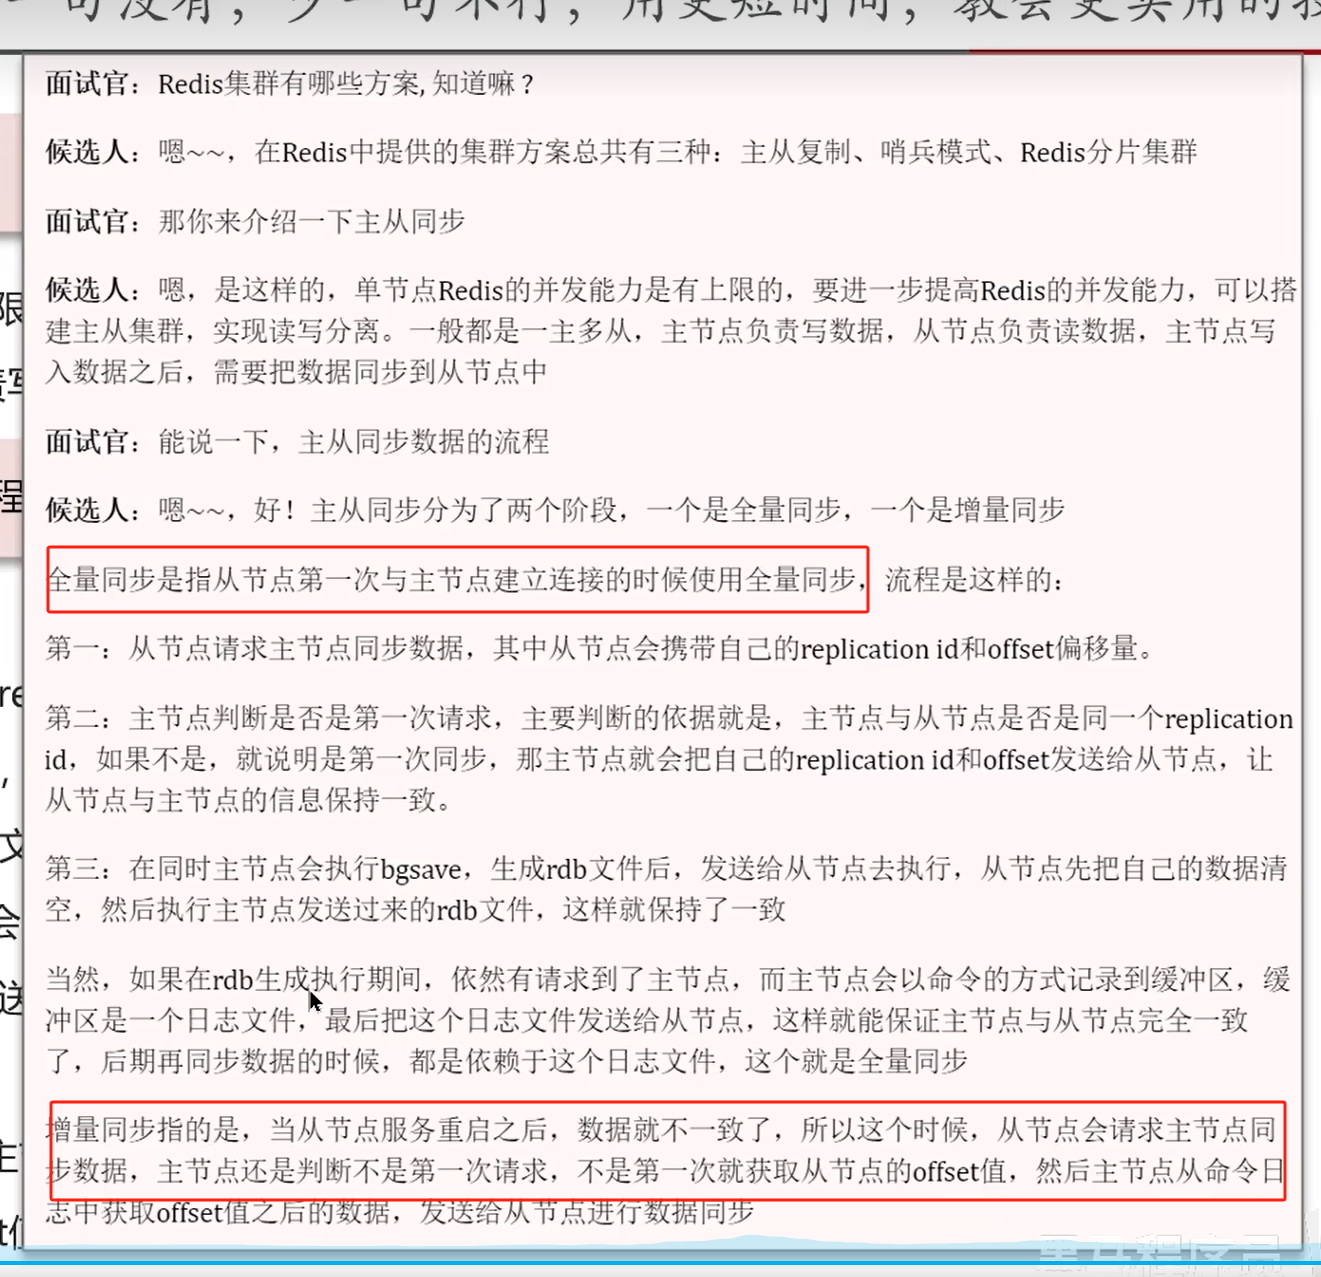 一句没有，少一句不行，用更短时间，教会更实用的技
面试官：Redis集群有哪些方案, 知道嘛？
候选人：嗯~~，在Redis中提供的集群方案总共有三种：主从复制、哨兵模式、Redis分片集群
面试官：那你来介绍一下主从同步
候选人：嗯，是这样的，单节点Redis的并发能力是有上限的，要进一步提高Redis的并发能力，可以搭
建主从集群，实现读写分离。一般都是一主多从，主节点负责写数据，从节点负责读数据，主节点写
入数据之后，需要把数据同步到从节点中
面试官：能说一下，主从同步数据的流程
候选人：嗯~~，好！主从同步分为了两个阶段，一个是全量同步，一个是增量同步
全量同步是指从节点第一次与主节点建立连接的时候使用全量同步，流程是这样的：
第一：从节点请求主节点同步数据，其中从节点会携带自己的replication id和offset偏移量。
第二：主节点判断是否是第一次请求，主要判断的依据就是，主节点与从节点是否是同一个replication
id，如果不是，就说明是第一次同步，那主节点就会把自己的replication id和offset发送给从节点，让
从节点与主节点的信息保持一致。
第三：在同时主节点会执行bgsave，生成rdb文件后，发送给从节点去执行，从节点先把自己的数据清
空，然后执行主节点发送过来的rdb文件，这样就保持了一致
当然，如果在rdb生成执行期间，依然有请求到了主节点，而主节点会以命令的方式记录到缓冲区，缓
冲区是一个日志文件，最后把这个日志文件发送给从节点，这样就能保证主节点与从节点完全一致
了，后期再同步数据的时候，都是依赖于这个日志文件，这个就是全量同步
增量同步指的是，当从节点服务重启之后，数据就不一致了，所以这个时候，从节点会请求主节点同
步数据，主节点还是判断不是第一次请求，不是第一次就获取从节点的offset值，然后主节点从命令日
志中获取offset值之后的数据，发送给从节点进行数据同步